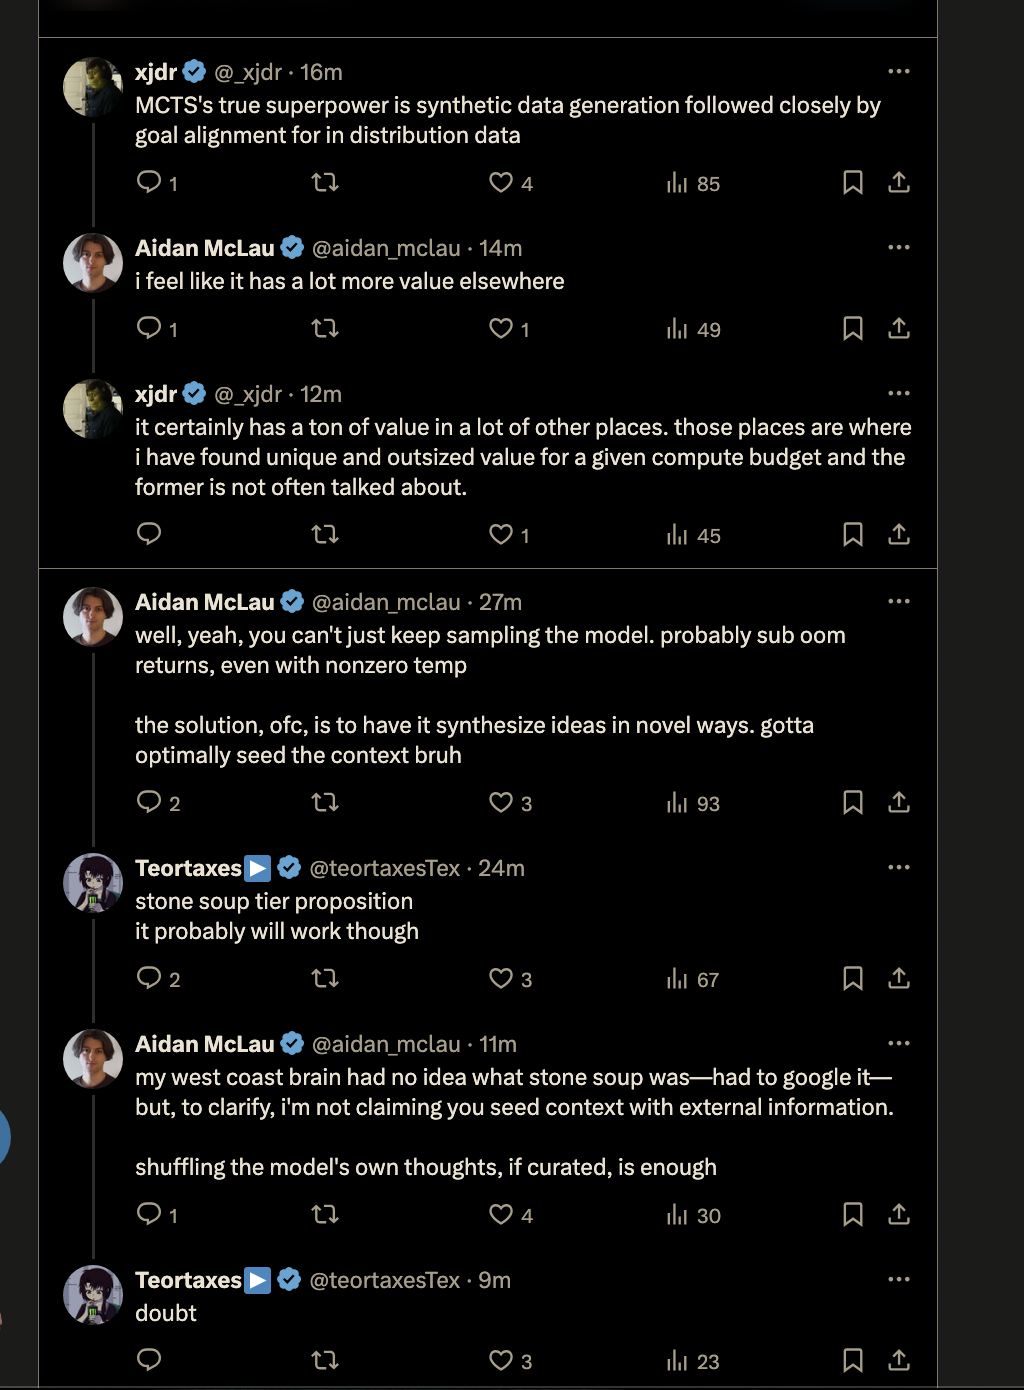 xjdr @_xjdr · 16m
MCTS's true superpower is synthetic data generation followed closely by
goal alignment for in distribution data
1 4 85
Aidan McLau @aidan_mclau · 14m
i feel like it has a lot more value elsewhere
1 1 49
xjdr @_xjdr · 12m
it certainly has a ton of value in a lot of other places. those places are where
i have found unique and outsized value for a given compute budget and the
former is not often talked about.
1 45
Aidan McLau @aidan_mclau · 27m
well, yeah, you can't just keep sampling the model. probably sub oom
returns, even with nonzero temp
the solution, ofc, is to have it synthesize ideas in novel ways. gotta
optimally seed the context bruh
2 3 93
Teortaxes▶️ @teortaxesTex · 24m
stone soup tier proposition
it probably will work though
2 3 67
Aidan McLau @aidan_mclau · 11m
my west coast brain had no idea what stone soup was—had to google it—
but, to clarify, i'm not claiming you seed context with external information.
shuffling the model's own thoughts, if curated, is enough
1 4 30
Teortaxes▶️ @teortaxesTex · 9m
doubt
3 23